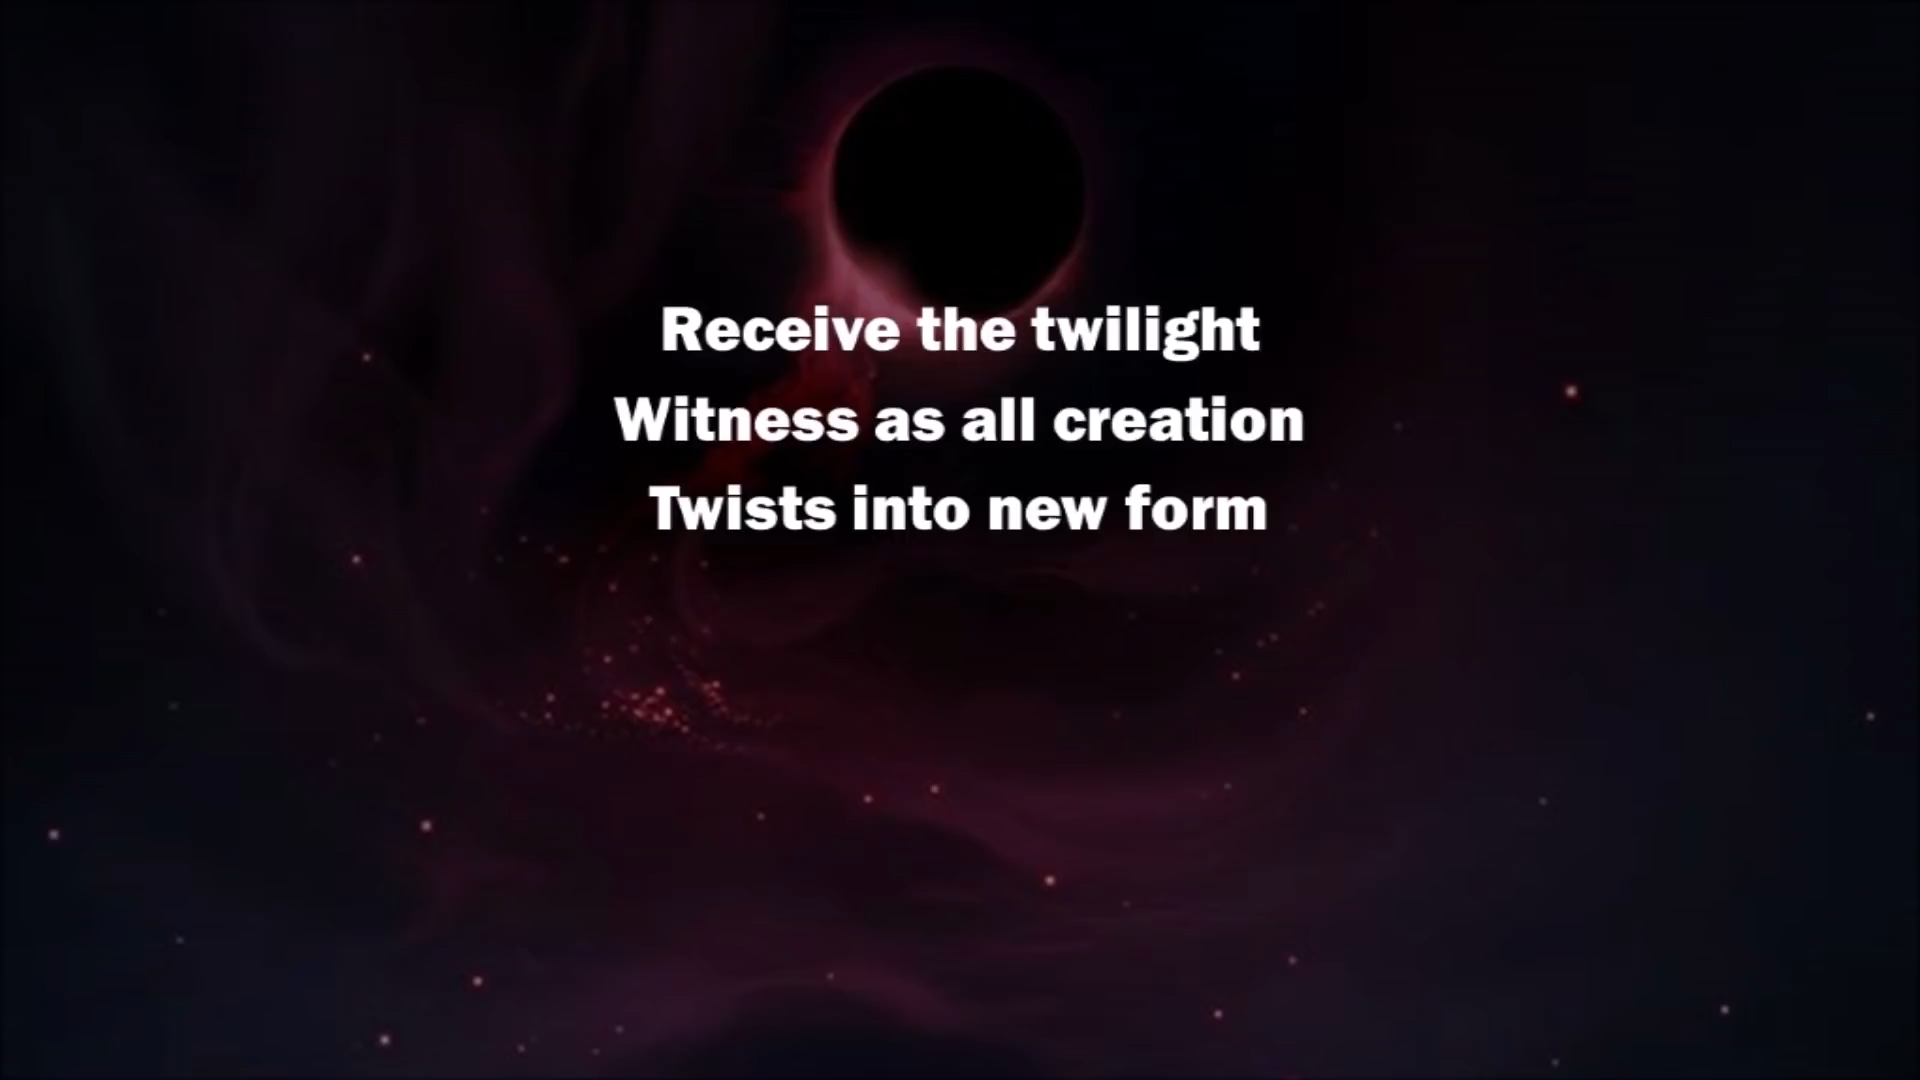 Receive the twilight
Witness as all creation
Twists into new form